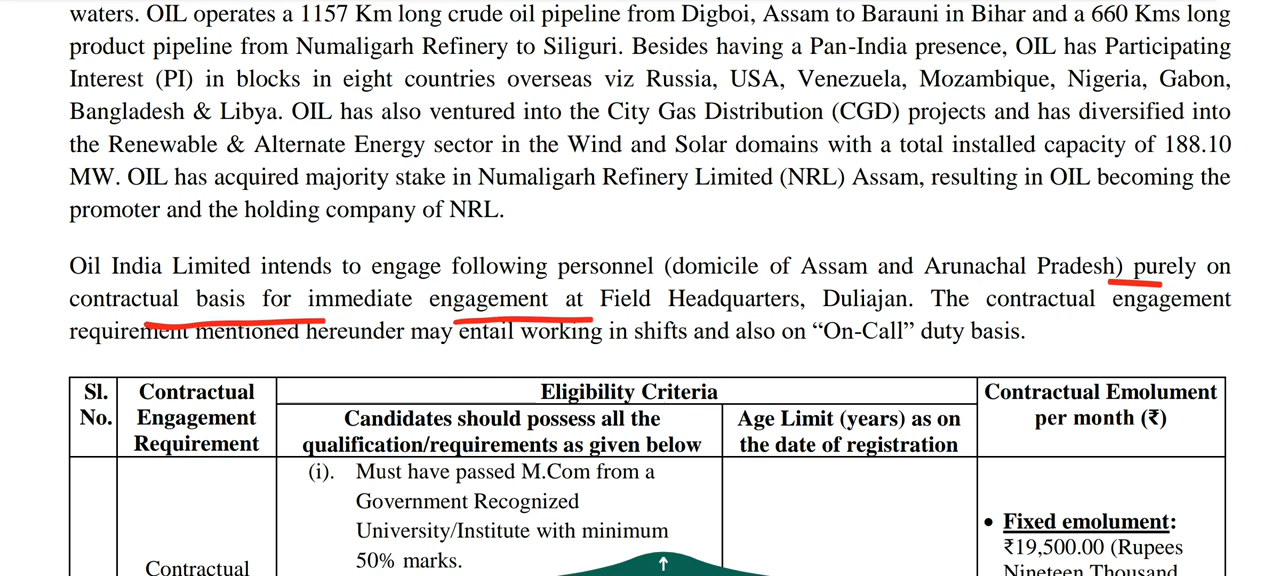 waters. OIL operates a 1157 Km long crude oil pipeline from Digboi, Assam to Barauni in Bihar and a 660 Kms long
product pipeline from Numaligarh Refinery to Siliguri. Besides having a Pan-India presence, OIL has Participating
Interest (PI) in blocks in eight countries overseas viz Russia, USA, Venezuela, Mozambique, Nigeria, Gabon,
Bangladesh & Libya. OIL has also ventured into the City Gas Distribution (CGD) projects and has diversified into
the Renewable & Alternate Energy sector in the Wind and Solar domains with a total installed capacity of 188.10
MW. OIL has acquired majority stake in Numaligarh Refinery Limited (NRL) Assam, resulting in OIL becoming the
promoter and the holding company of NRL.
Oil India Limited intends to engage following personnel (domicile of Assam and Arunachal Pradesh) purely on
contractual basis for immediate engagement at Field Headquarters, Duliajan. The contractual engagement
requirement mentioned hereunder may entail working in shifts and also on “On-Call” duty basis.
Sl.
No.
Contractual
Engagement
Requirement
Eligibility Criteria
Candidates should possess all the
qualification/requirements as given below
Age Limit (years) as on
the date of registration
Contractual Emolument
per month (₹)
Contractual
(i). Must have passed M.Com from a
Government Recognized
University/Institute with minimum
50% marks.
• Fixed emolument:
₹19,500.00 (Rupees
Nineteen Thousand